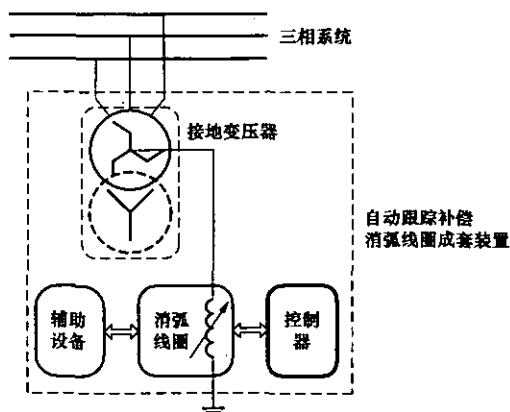 三相系统
接地变压器
自动跟踪补偿
消弧线圈成套装置
辅助
设备
消弧
线圈
控制
器